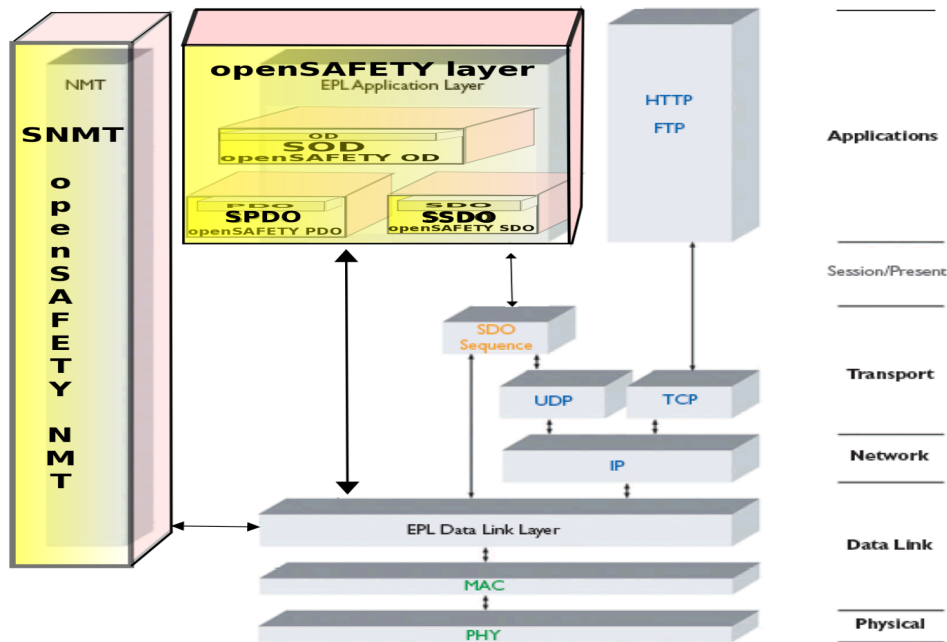 NMT
SNMT
openSAFETY NMT
openSAFETY layer
EPL Application Layer
OD
SOD
openSAFETY OD
PDO
SPDO
openSAFETY PDO
SDO
SSDO
openSAFETY SDO
HTTP
FTP
Applications
Session/Present
SDO
Sequence
Transport
UDP
TCP
Network
IP
EPL Data Link Layer
Data Link
MAC
Physical
PHY